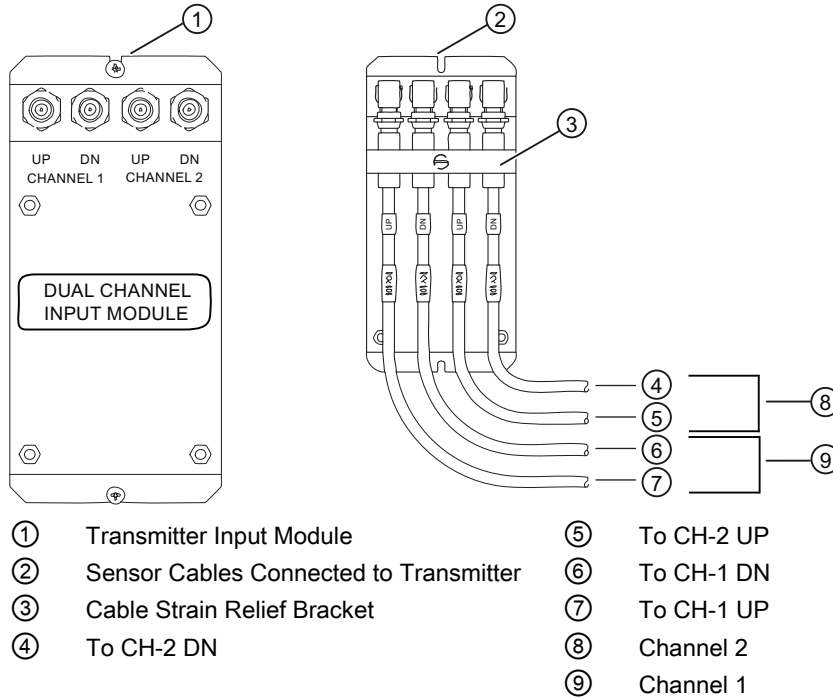 1
2
3
UP DN UP DN
CHANNEL 1 CHANNEL 2
DUAL CHANNEL
INPUT MODULE
UP DN UP DN
4
5
6
7
8
9
① Transmitter Input Module
② Sensor Cables Connected to Transmitter
③ Cable Strain Relief Bracket
④ To CH-2 DN
⑤ To CH-2 UP
⑥ To CH-1 DN
⑦ To CH-1 UP
⑧ Channel 2
⑨ Channel 1